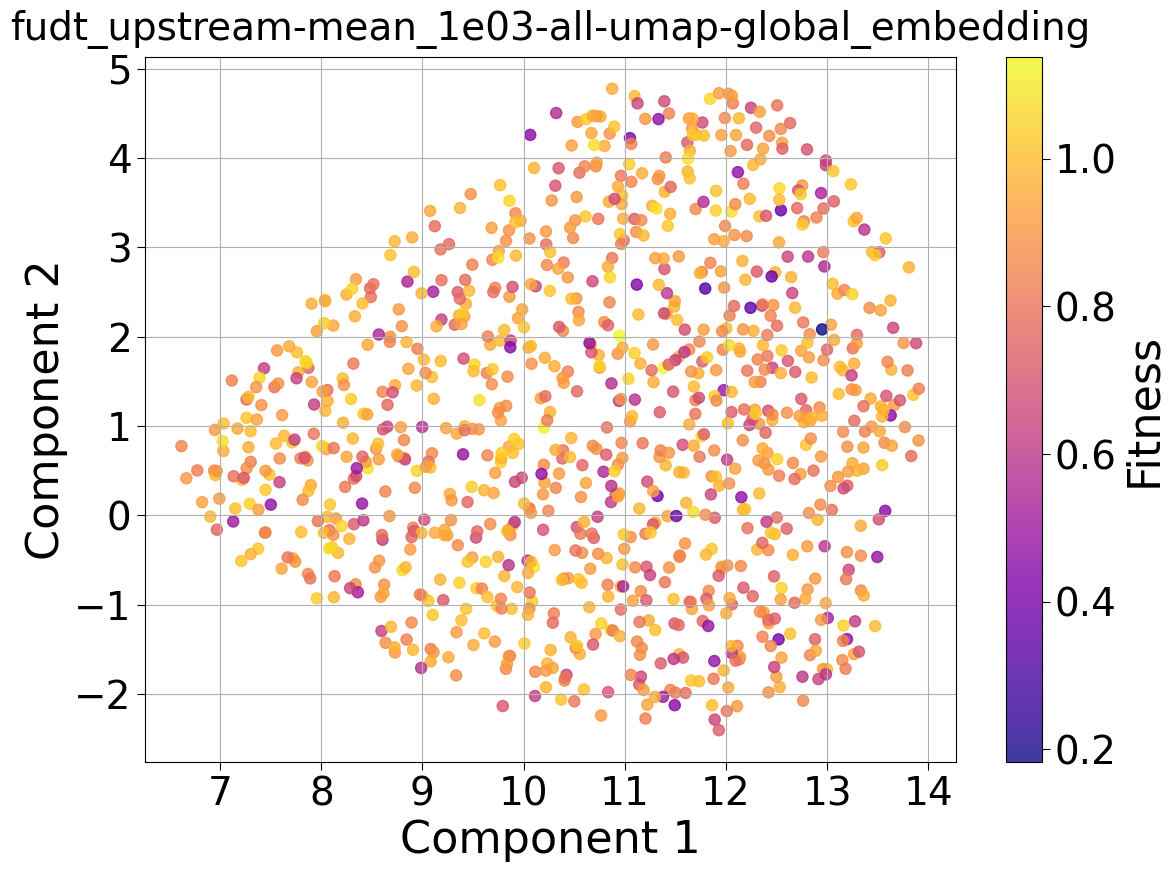 fudt_upstream-mean_1e03-all-umap-global_embedding
5
4
3
2
1
0
−1
−2
Component 2
7 8 9 10 11 12 13 14
Component 1
1.0
0.8
0.6
0.4
0.2
Fitness